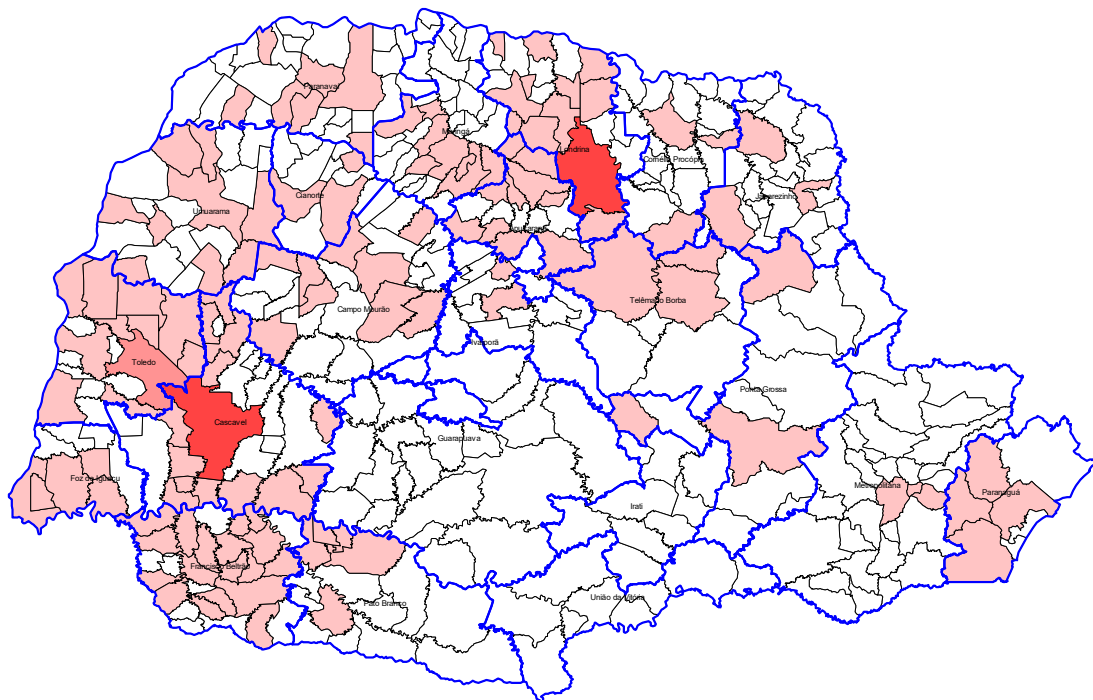 Paranavaí
Maringá
Londrina
Cornélio Procópio
Jacarezinho
Cianorte
Umuarama
Apucarana
Telêmaco Borba
Campo Mourão
Ivaiporã
Toledo
Ponta Grossa
Cascavel
Guarapuava
Foz do Iguaçu
Metropolitana
Paranaguá
Irati
Francisco Beltrão
Pato Branco
União da Vitória